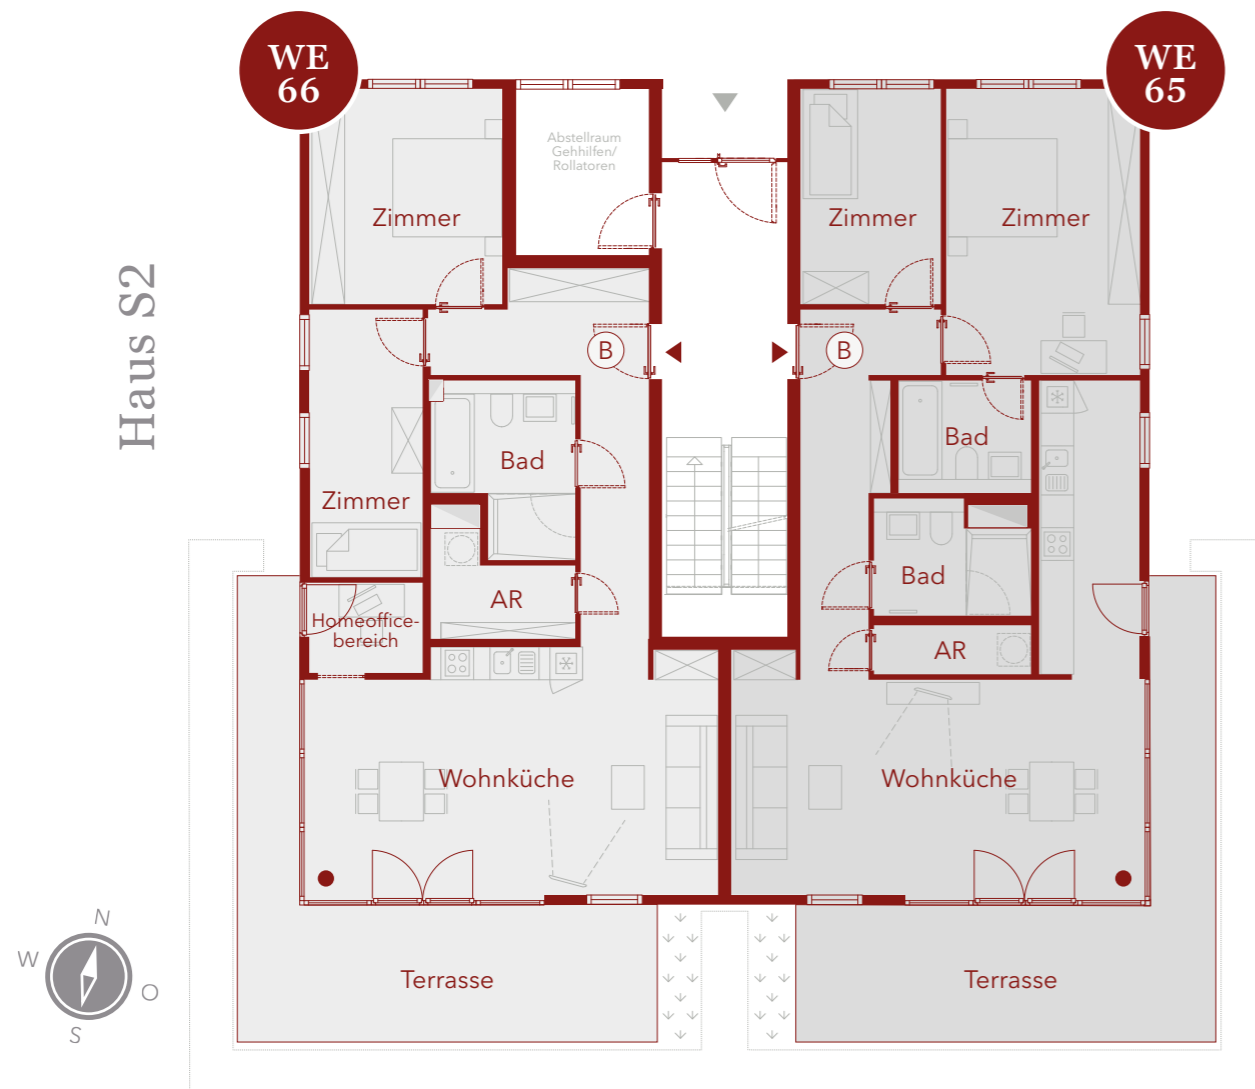 WE
66
WE
65
Abstellraum
Gehhilfen/
Rollatoren
Zimmer
Zimmer
Zimmer
Haus S2
B
B
Bad
Bad
Zimmer
Bad
AR
Homeoffice-
bereich
AR
Wohnküche
Wohnküche
N
W
O
S
Terrasse
Terrasse